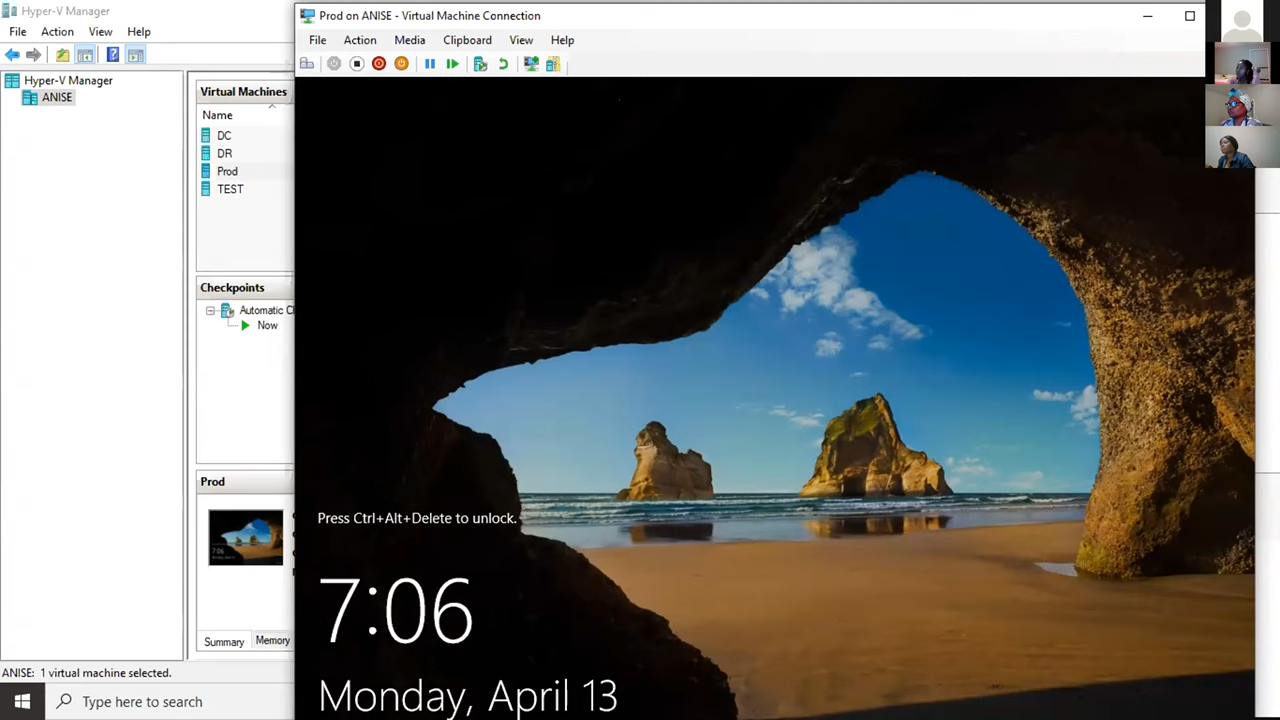 Hyper-V Manager
File Action View Help
Hyper-V Manager
ANISE
Virtual Machines
Name
DC
DR
Prod
TEST
Checkpoints
Automatic C
Now
Prod
7:06
Summary Memory
ANISE: 1 virtual machine selected.
Type here to search
Prod on ANISE - Virtual Machine Connection
File Action Media Clipboard View Help
Press Ctrl+Alt+Delete to unlock.
7:06
Monday, April 13